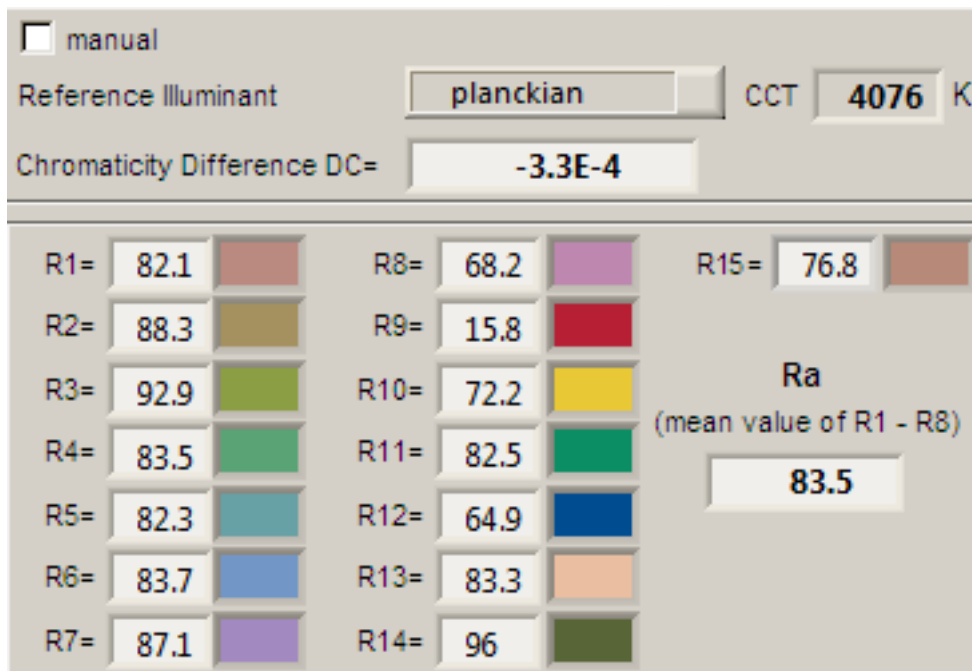 manual
Reference Illuminant planckian CCT 4076 K
Chromaticity Difference DC= -3.3E-4
R1= 82.1 R8= 68.2 R15= 76.8
R2= 88.3 R9= 15.8
R3= 92.9 R10= 72.2 Ra
(mean value of R1 - R8)
R4= 83.5 R11= 82.5
83.5
R5= 82.3 R12= 64.9
R6= 83.7 R13= 83.3
R7= 87.1 R14= 96